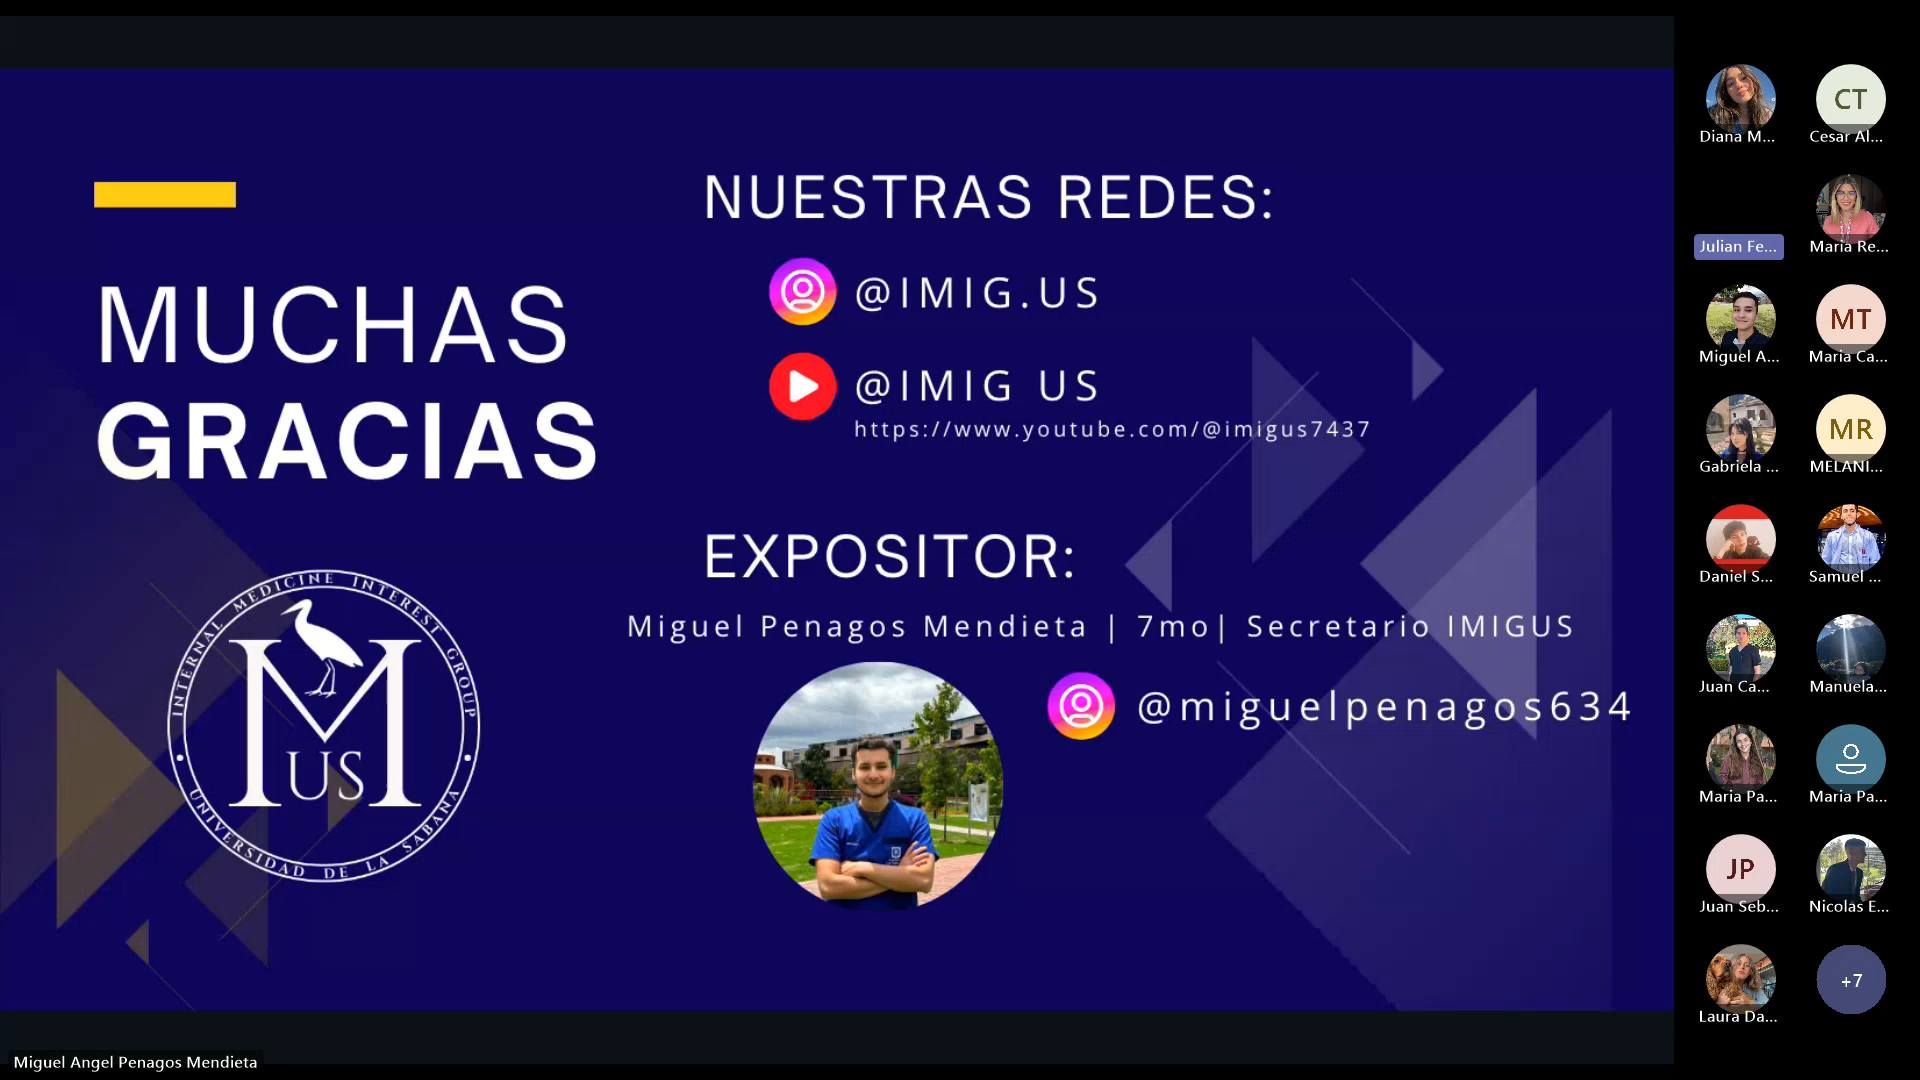 MUCHAS
GRACIAS
INTERNAL MEDICINE INTEREST GROUP
M
US
• UNIVERSIDAD DE LA SABANA •
NUESTRAS REDES:
@IMIG.US
@IMIG US
https://www.youtube.com/@imigus7437
EXPOSITOR:
Miguel Penagos Mendieta | 7mo| Secretario IMIGUS
@miguelpenagos634
Diana M...
CT
Cesar Al...
Julian Fe...
Maria Re...
Miguel A...
MT
Maria Ca...
Gabriela ...
MR
MELANI...
Daniel S...
Samuel ...
Juan Ca...
Manuela...
Maria Pa...
Maria Pa...
JP
Juan Seb...
Nicolas E...
Laura Da...
+7
Miguel Angel Penagos Mendieta